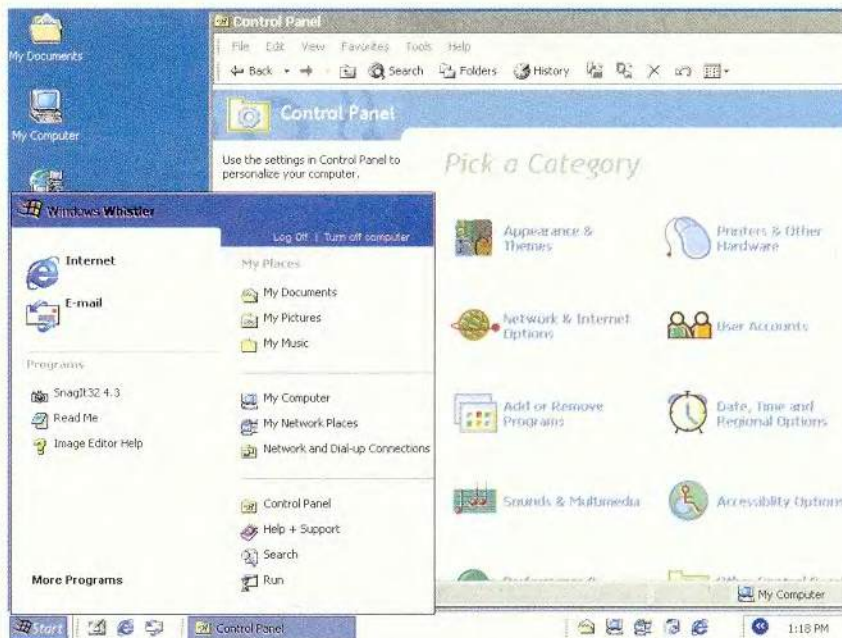 My Documents
My Computer
Control Panel
File Edit View Favorites Tools Help
Back Search Folders History
Control Panel
Use the settings in Control Panel to
personalize your computer.
Pick a Category
Appearance &
Themes
Printers & Other
Hardware
Network & Internet
Options
User Accounts
Add or Remove
Programs
Date, Time and
Regional Options
Sounds & Multimedia
Accessiblity Options
My Computer
Windows Whistler
Log Off | Turn off computer
Internet
E-mail
Programs
SnagIt32 4.3
Read Me
Image Editor Help
More Programs
My Places
My Documents
My Pictures
My Music
My Computer
My Network Places
Network and Dial-up Connections
Control Panel
Help + Support
Search
Run
Start Control Panel 1:18 PM